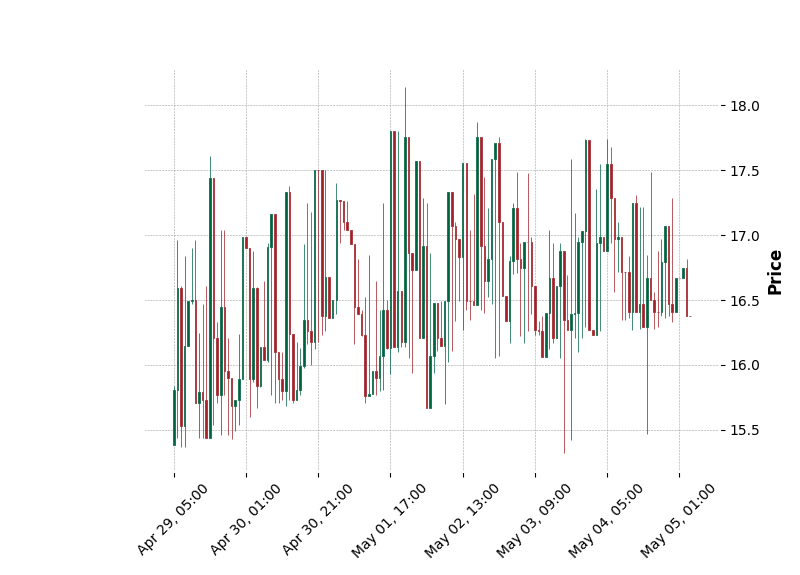 18.0
17.5
17.0
16.5
16.0
15.5
Price
Apr 29, 05:00
Apr 30, 01:00
Apr 30, 21:00
May 01, 17:00
May 02, 13:00
May 03, 09:00
May 04, 05:00
May 05, 01:00